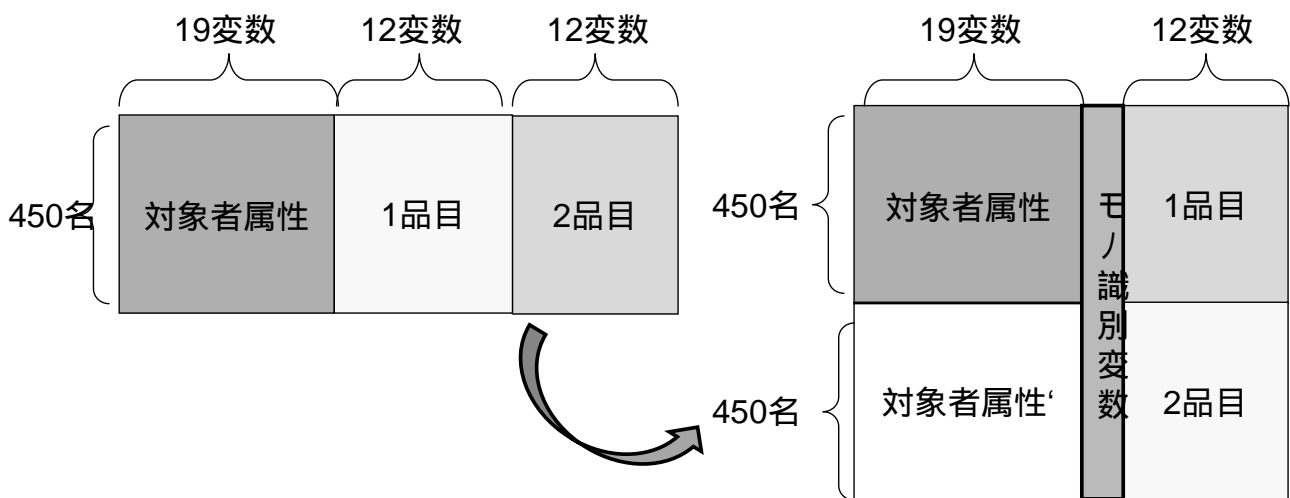 19変数 12変数 12変数
450名 対象者属性 1品目 2品目
19変数 12変数
450名 対象者属性 1品目
モノ識別変数
450名 対象者属性‘ 2品目